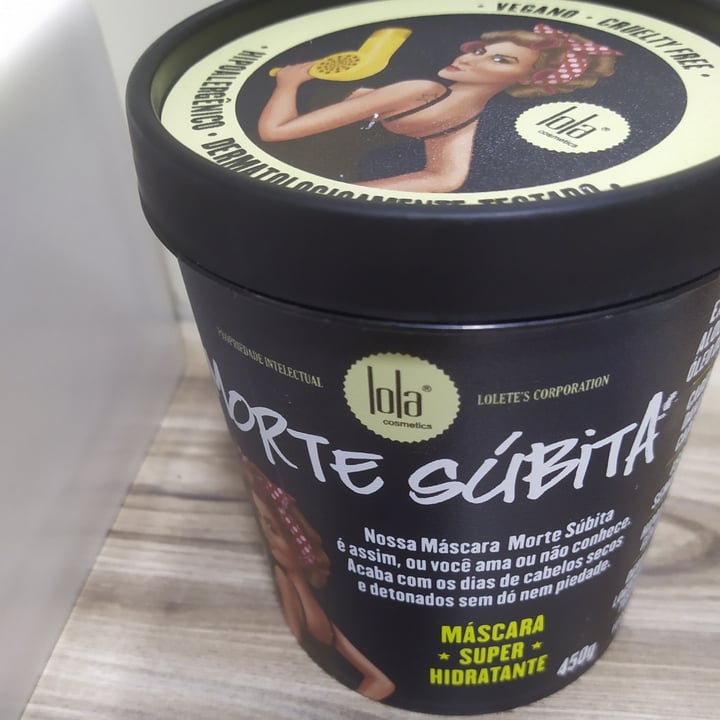 VEGANO • CRUELTY FREE •
• HIPOALERGÊNICO • DERMATOLOGICAMENTE TESTADO •
lola
cosmetics
PROPRIEDADE INTELECTUAL
lola®
cosmetics
LOLETE'S CORPORATION
MORTE SÚBITA
Nossa Máscara Morte Súbita
é assim, ou você ama ou não conhece.
Acaba com os dias de cabelos secos
e detonados sem dó nem piedade.
MÁSCARA
★ SUPER ★
HIDRATANTE
450g